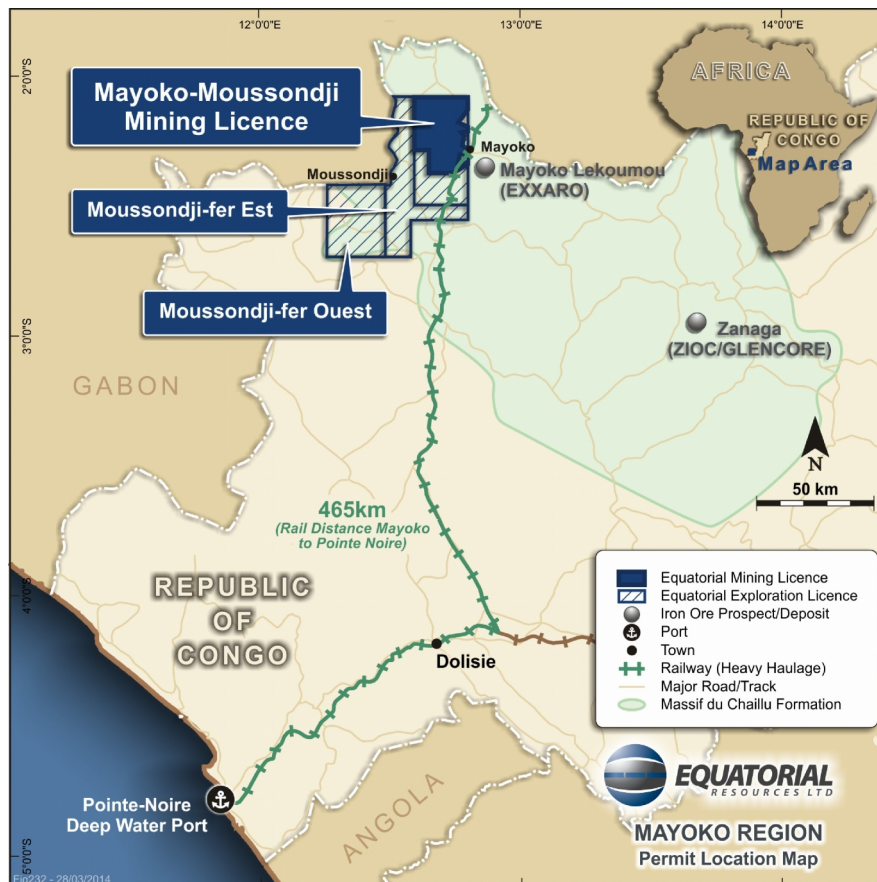 12°0'0"E
13°0'0"E
14°0'0"E
2°0'0"S
3°0'0"S
4°0'0"S
5°0'0"S
Mayoko-Moussondji
Mining Licence
Moussondji
Mayoko
Mayoko Lekoumou
(EXXARO)
Moussondji-fer Est
Moussondji-fer Ouest
AFRICA
REPUBLIC OF
CONGO
Map Area
Zanaga
(ZIOC/GLENCORE)
GABON
N
50 km
465km
(Rail Distance Mayoko
to Pointe Noire)
REPUBLIC
OF
CONGO
Dolisie
Pointe-Noire
Deep Water Port
ANGOLA
Equatorial Mining Licence
Equatorial Exploration Licence
Iron Ore Prospect/Deposit
Port
Town
Railway (Heavy Haulage)
Major Road/Track
Massif du Chaillu Formation
EQUATORIAL
RESOURCES LTD
MAYOKO REGION
Permit Location Map
Fig232 - 28/03/2014